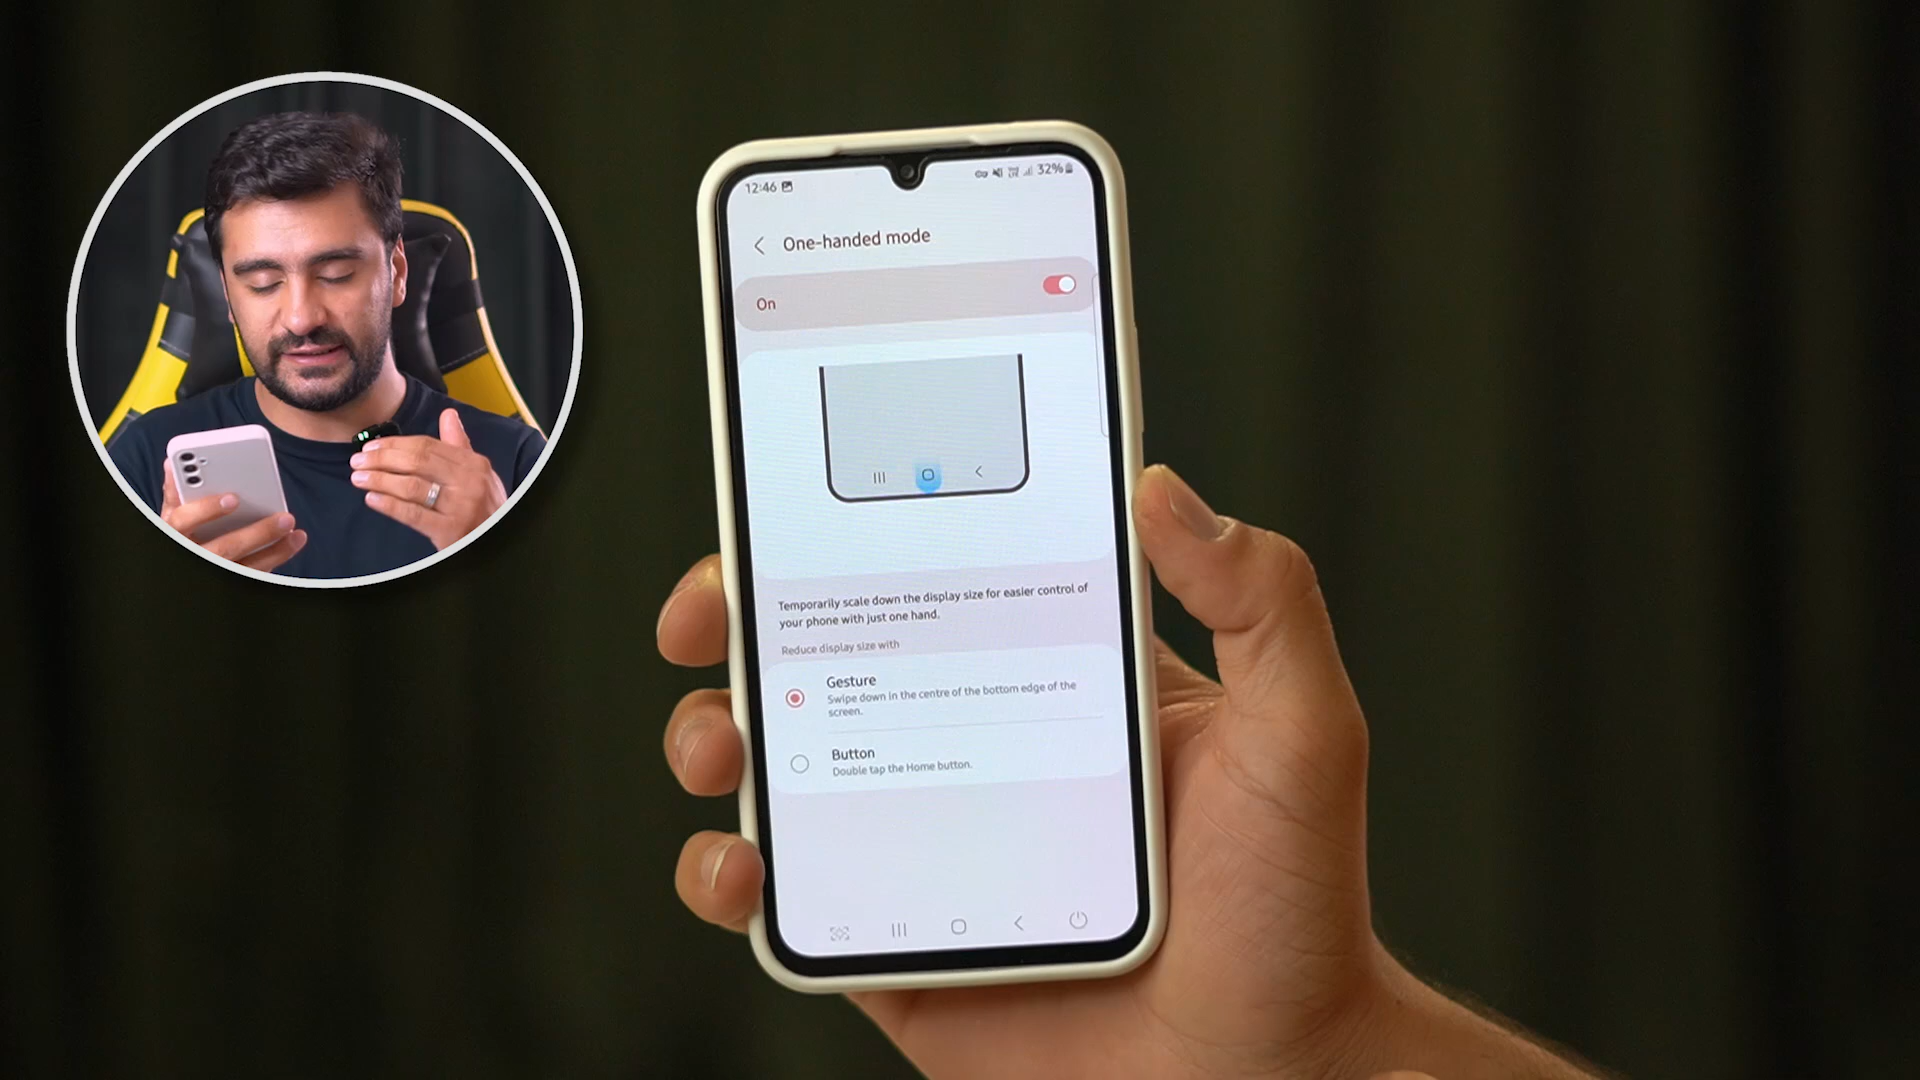 12:46
32%
One-handed mode
On
Temporarily scale down the display size for easier control of
your phone with just one hand.
Reduce display size with
Gesture
Swipe down in the centre of the bottom edge of the
screen.
Button
Double tap the Home button.